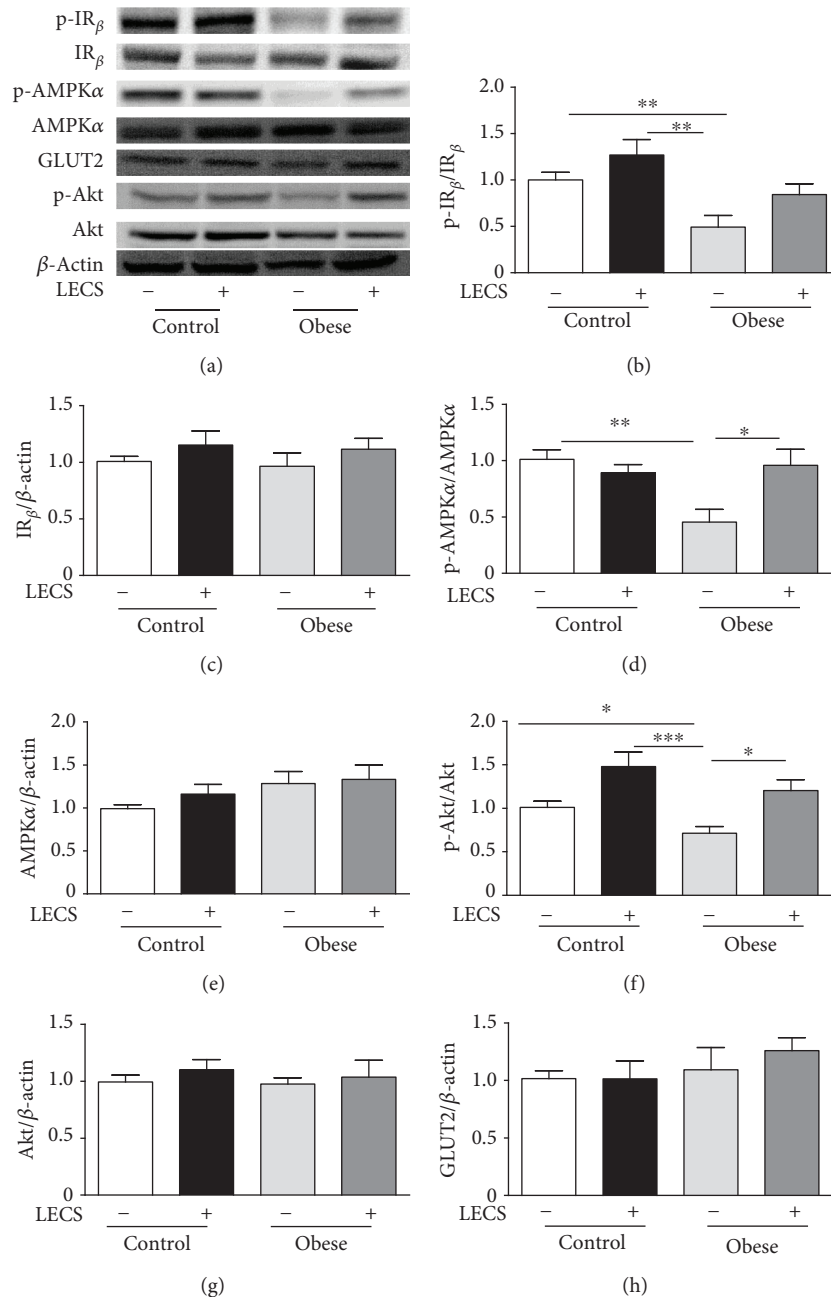 p-IRβ
IRβ
p-AMPKα
AMPKα
GLUT2
p-Akt
Akt
β-Actin
LECS − + − +
Control Obese
(a)
p-IRβ/IRβ
2.0
1.5
1.0
0.5
0
** **
LECS − + − +
Control Obese
(b)
IRβ/β-actin
1.5
1.0
0.5
0
LECS − + − +
Control Obese
(c)
p-AMPKα/AMPKα
1.5
1.0
0.5
0
** *
LECS − + − +
Control Obese
(d)
AMPKα/β-actin
2.0
1.5
1.0
0.5
0
LECS − + − +
Control Obese
(e)
p-Akt/Akt
2.0
1.5
1.0
0.5
0
*
*** *
LECS − + − +
Control Obese
(f)
Akt/β-actin
1.5
1.0
0.5
0
LECS − + − +
Control Obese
(g)
GLUT2/β-actin
1.5
1.0
0.5
0
LECS − + − +
Control Obese
(h)